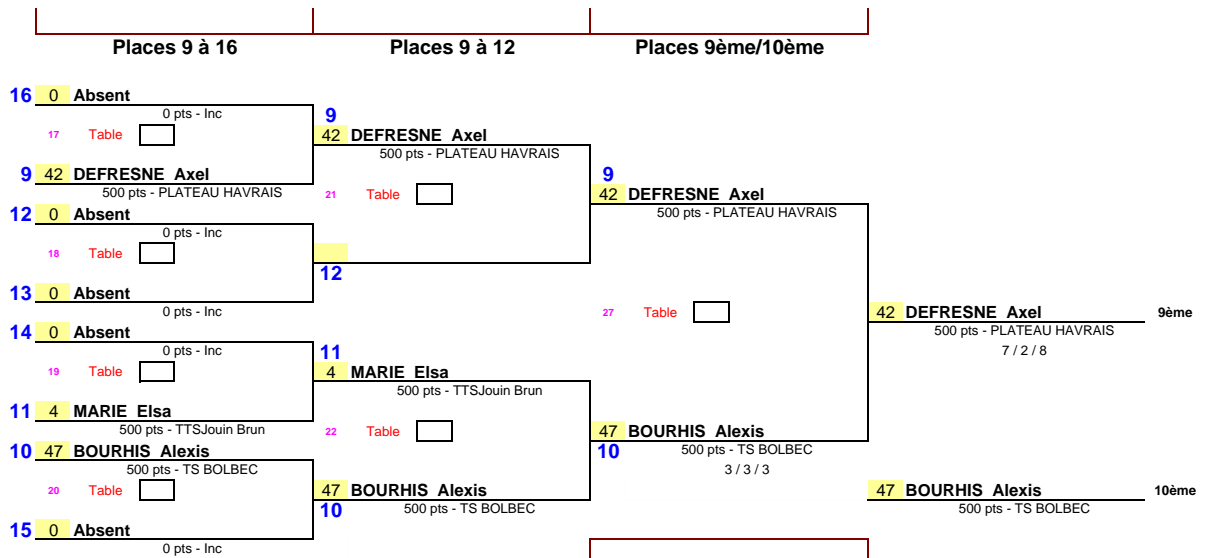 Places 9 à 16 Places 9 à 12 Places 9ème/10ème
16 0 Absent
0 pts - Inc
9
17 Table
42 DEFRESNE Axel
500 pts - PLATEAU HAVRAIS
9 42 DEFRESNE Axel
500 pts - PLATEAU HAVRAIS
21 Table
9
42 DEFRESNE Axel
500 pts - PLATEAU HAVRAIS
12 0 Absent
0 pts - Inc
18 Table
12
13 0 Absent
0 pts - Inc
27 Table
42 DEFRESNE Axel 9ème
500 pts - PLATEAU HAVRAIS
7 / 2 / 8
14 0 Absent
0 pts - Inc
11
19 Table
4 MARIE Elsa
500 pts - TTSJouin Brun
11 4 MARIE Elsa
500 pts - TTSJouin Brun
22 Table
47 BOURHIS Alexis
10
500 pts - TS BOLBEC
3 / 3 / 3
10 47 BOURHIS Alexis
500 pts - TS BOLBEC
20 Table
47 BOURHIS Alexis
10
500 pts - TS BOLBEC
47 BOURHIS Alexis 10ème
500 pts - TS BOLBEC
15 0 Absent
0 pts - Inc